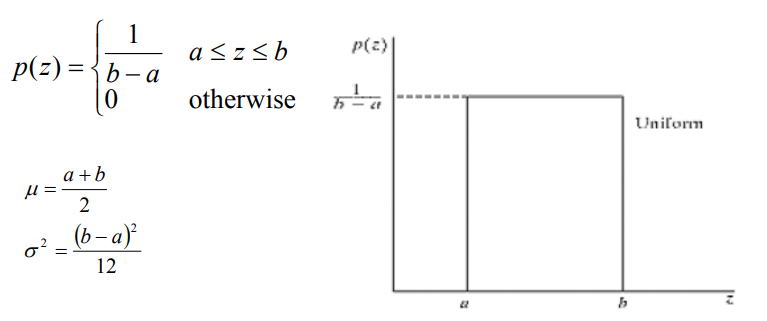 p(z) = { 1/(b − a)  a ≤ z ≤ b
0  otherwise
μ = (a + b)/2
σ² = (b − a)²/12
p(z)
1/(b − a)
Uniform
a b z